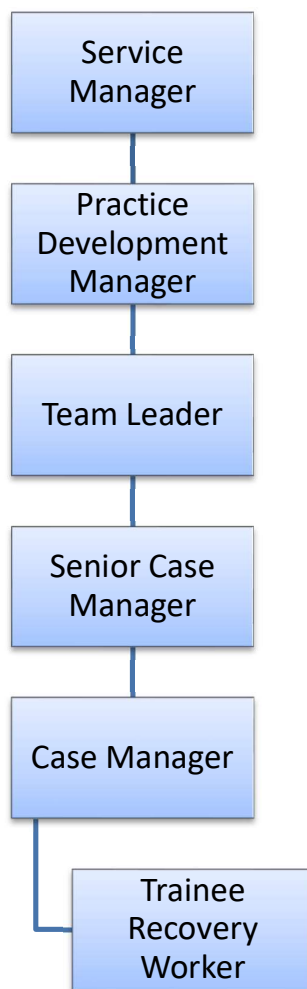 Service
Manager
Practice
Development
Manager
Team Leader
Senior Case
Manager
Case Manager
Trainee
Recovery
Worker